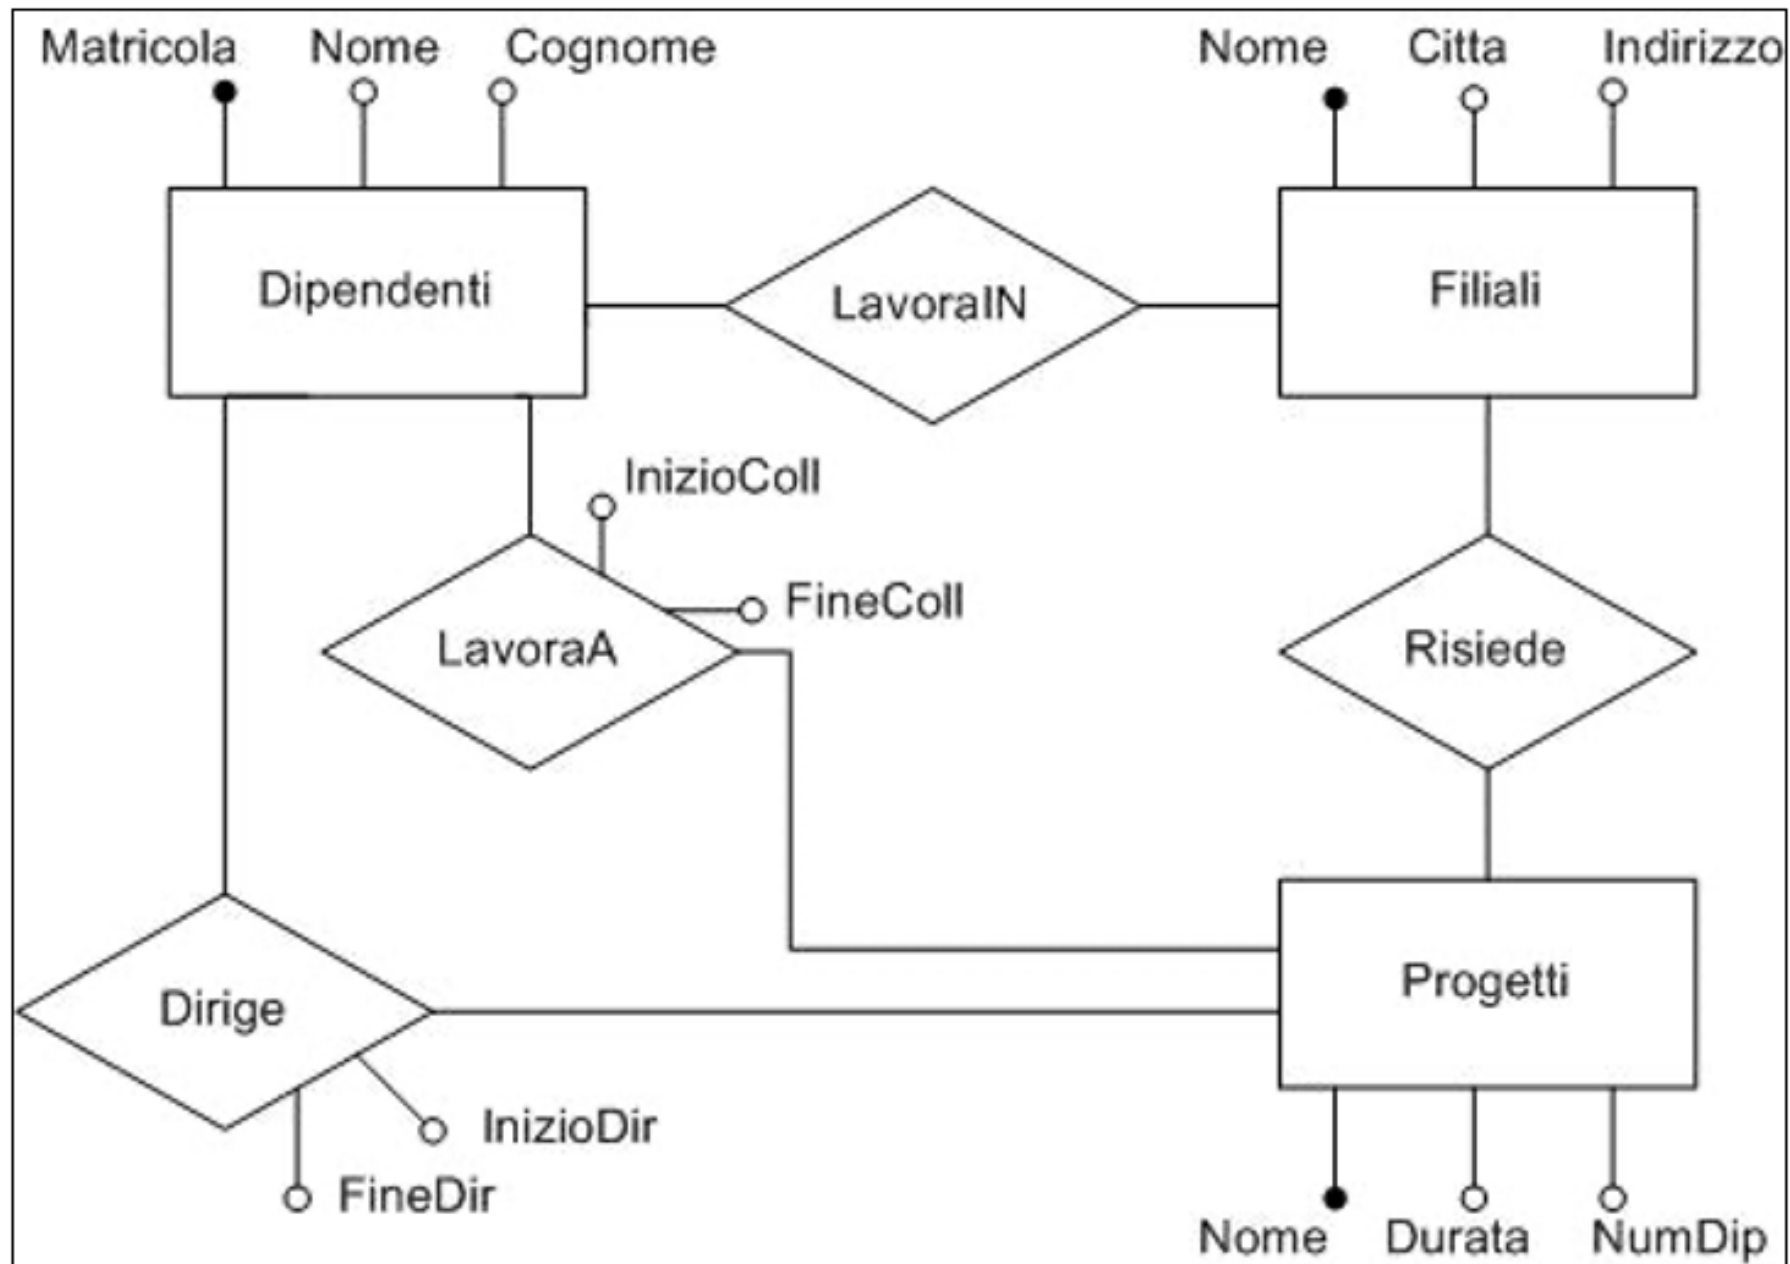 Matricola Nome Cognome
Nome Citta Indirizzo
Dipendenti
LavoraIN
Filiali
InizioColl
FineColl
LavoraA
Risiede
Progetti
Dirige
InizioDir
FineDir
Nome Durata NumDip